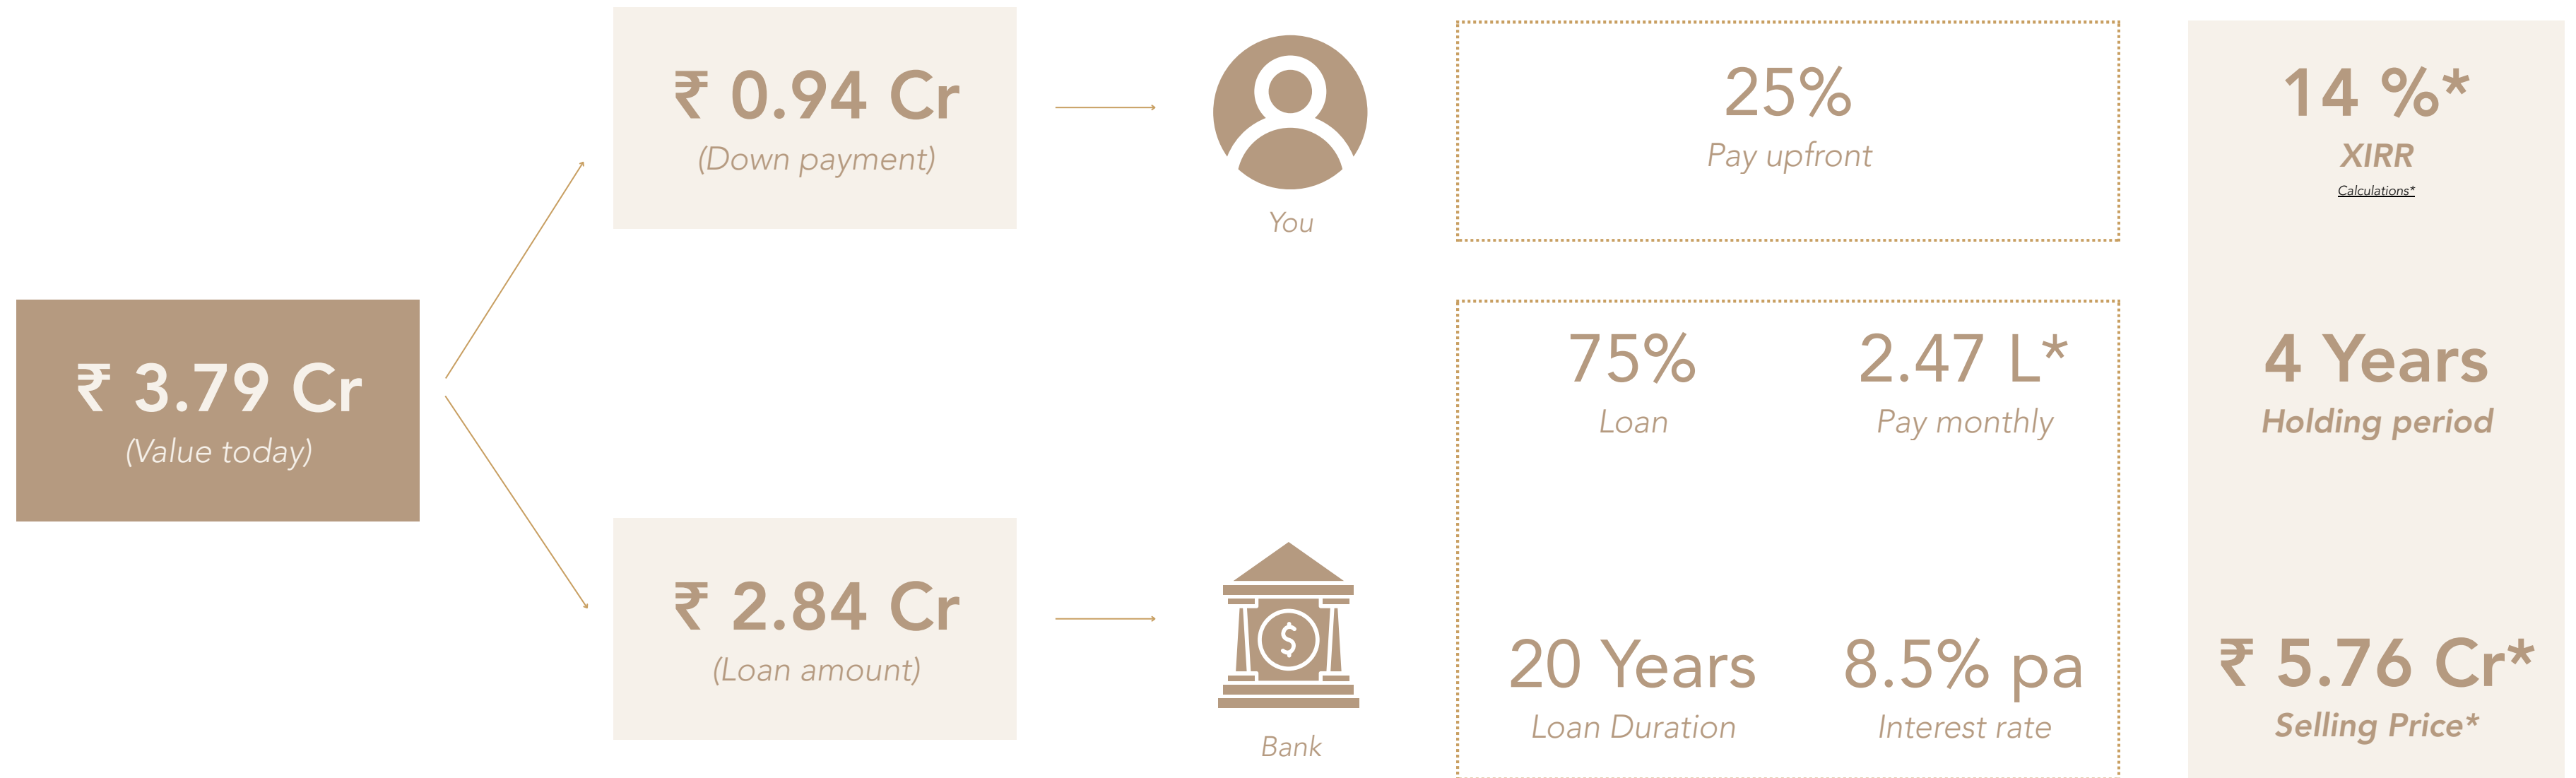 ₹ 3.79 Cr
(Value today)
₹ 0.94 Cr
(Down payment)
You
25%
Pay upfront
₹ 2.84 Cr
(Loan amount)
$
Bank
75%
Loan
2.47 L*
Pay monthly
20 Years
Loan Duration
8.5% pa
Interest rate
14 %*
XIRR
Calculations*
4 Years
Holding period
₹ 5.76 Cr*
Selling Price*